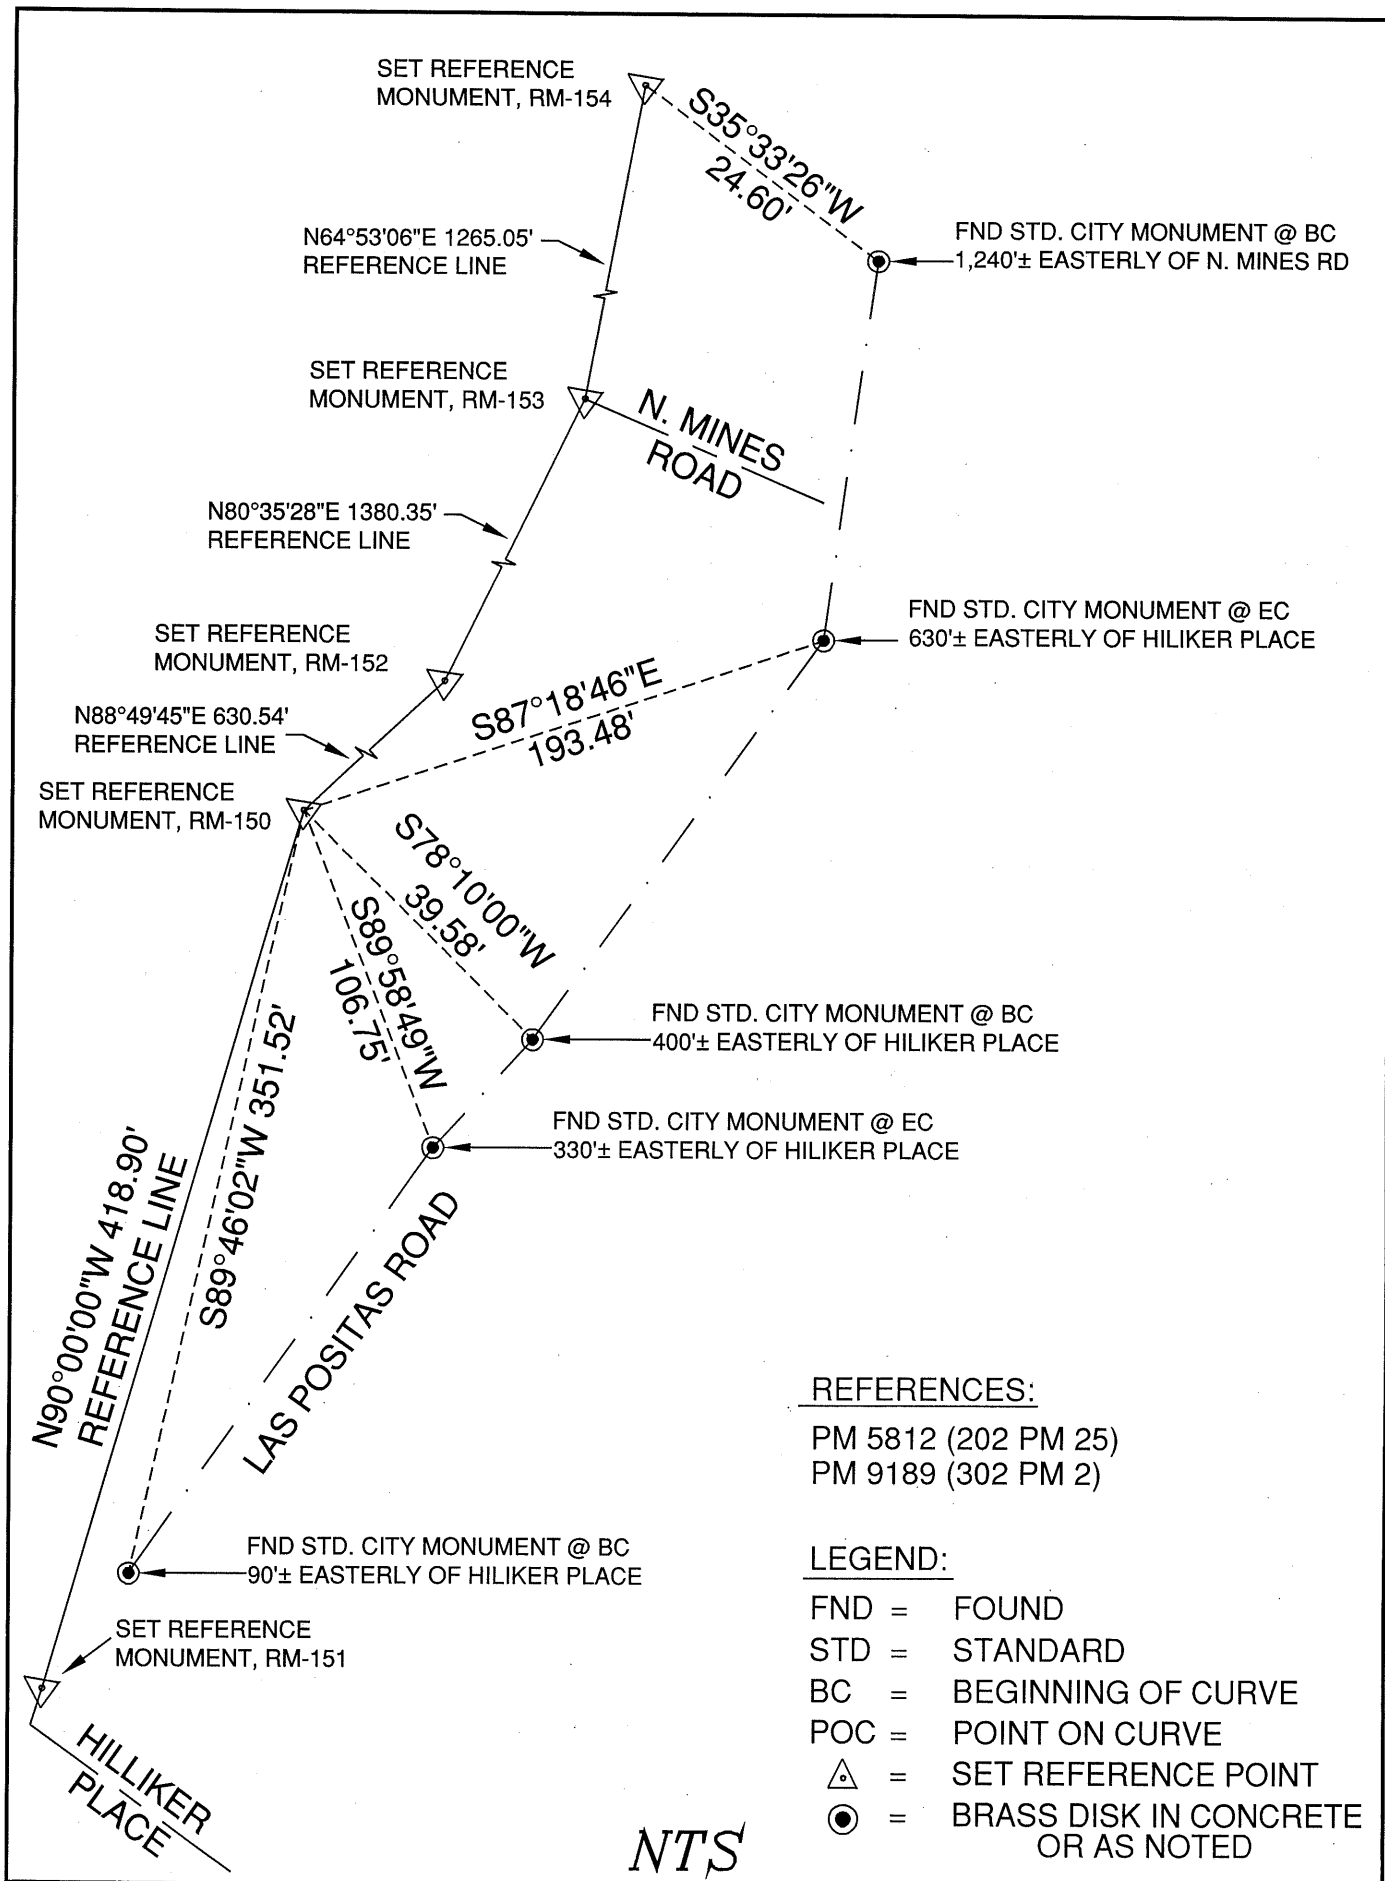 SET REFERENCE
MONUMENT, RM-154
S35°33'26"W
24.60'
N64°53'06"E 1265.05'
REFERENCE LINE
FND STD. CITY MONUMENT @ BC
1,240'± EASTERLY OF N. MINES RD
SET REFERENCE
MONUMENT, RM-153
N. MINES
ROAD
N80°35'28"E 1380.35'
REFERENCE LINE
FND STD. CITY MONUMENT @ EC
630'± EASTERLY OF HILIKER PLACE
SET REFERENCE
MONUMENT, RM-152
S87°18'46"E
193.48'
N88°49'45"E 630.54'
REFERENCE LINE
SET REFERENCE
MONUMENT, RM-150
S78°10'00"W
39.58'
S89°58'49"W
106.75'
FND STD. CITY MONUMENT @ BC
400'± EASTERLY OF HILIKER PLACE
S89°46'02"W 351.52'
FND STD. CITY MONUMENT @ EC
330'± EASTERLY OF HILIKER PLACE
N90°00'00"W 418.90'
REFERENCE LINE
LAS POSITAS ROAD
REFERENCES:
PM 5812 (202 PM 25)
PM 9189 (302 PM 2)
FND STD. CITY MONUMENT @ BC
90'± EASTERLY OF HILIKER PLACE
SET REFERENCE
MONUMENT, RM-151
HILLIKER
PLACE
LEGEND:
FND = FOUND
STD = STANDARD
BC = BEGINNING OF CURVE
POC = POINT ON CURVE
= SET REFERENCE POINT
= BRASS DISK IN CONCRETE
OR AS NOTED
NTS